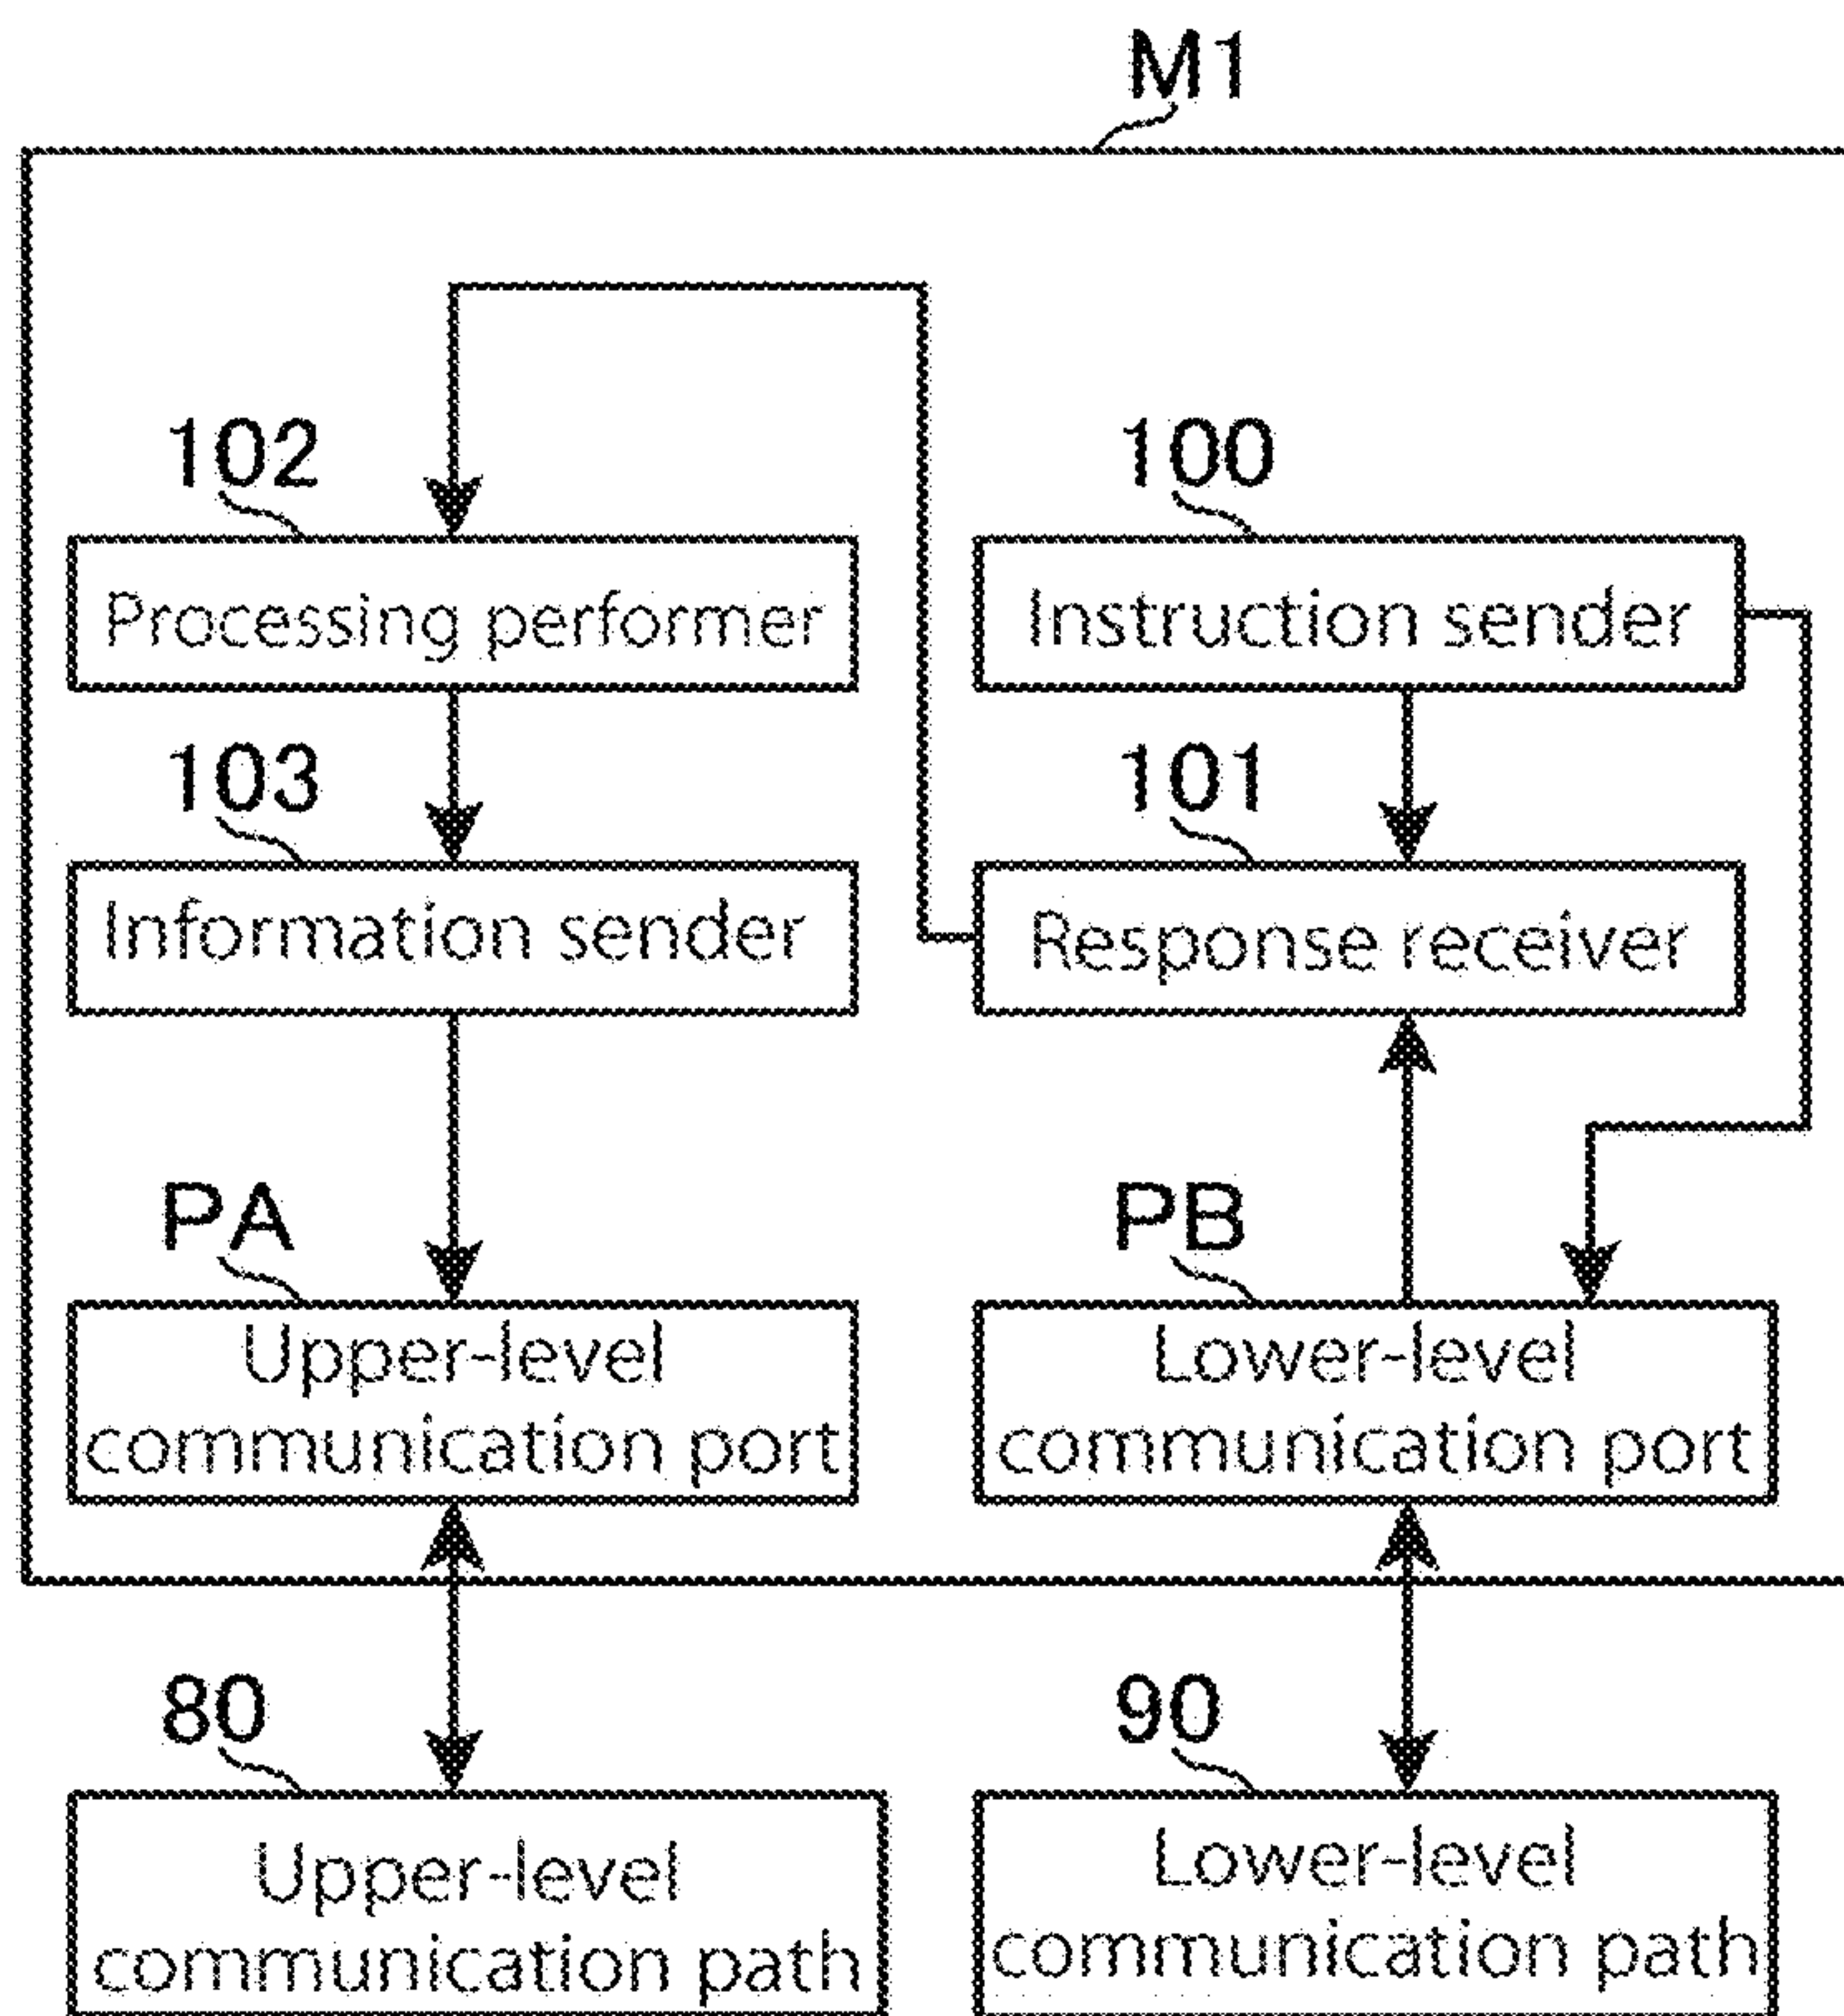 M1
102
100
Processing performer
Instruction sender
103
101
Information sender
Response receiver
PA
PB
Upper-level
communication port
Lower-level
communication port
80
90
Upper-level
communication path
Lower-level
communication path